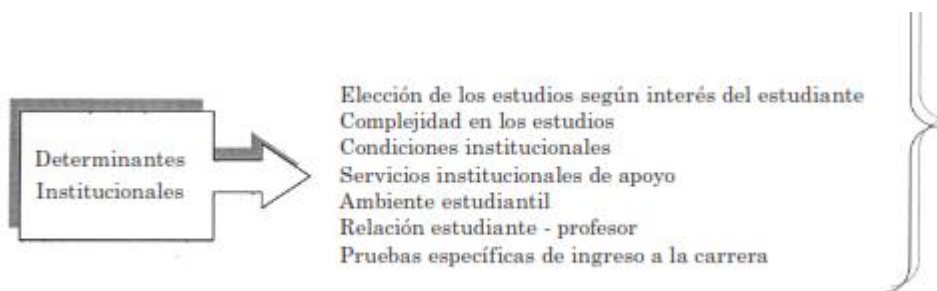 Determinantes
Institucionales
Elección de los estudios según interés del estudiante
Complejidad en los estudios
Condiciones institucionales
Servicios institucionales de apoyo
Ambiente estudiantil
Relación estudiante - profesor
Pruebas específicas de ingreso a la carrera